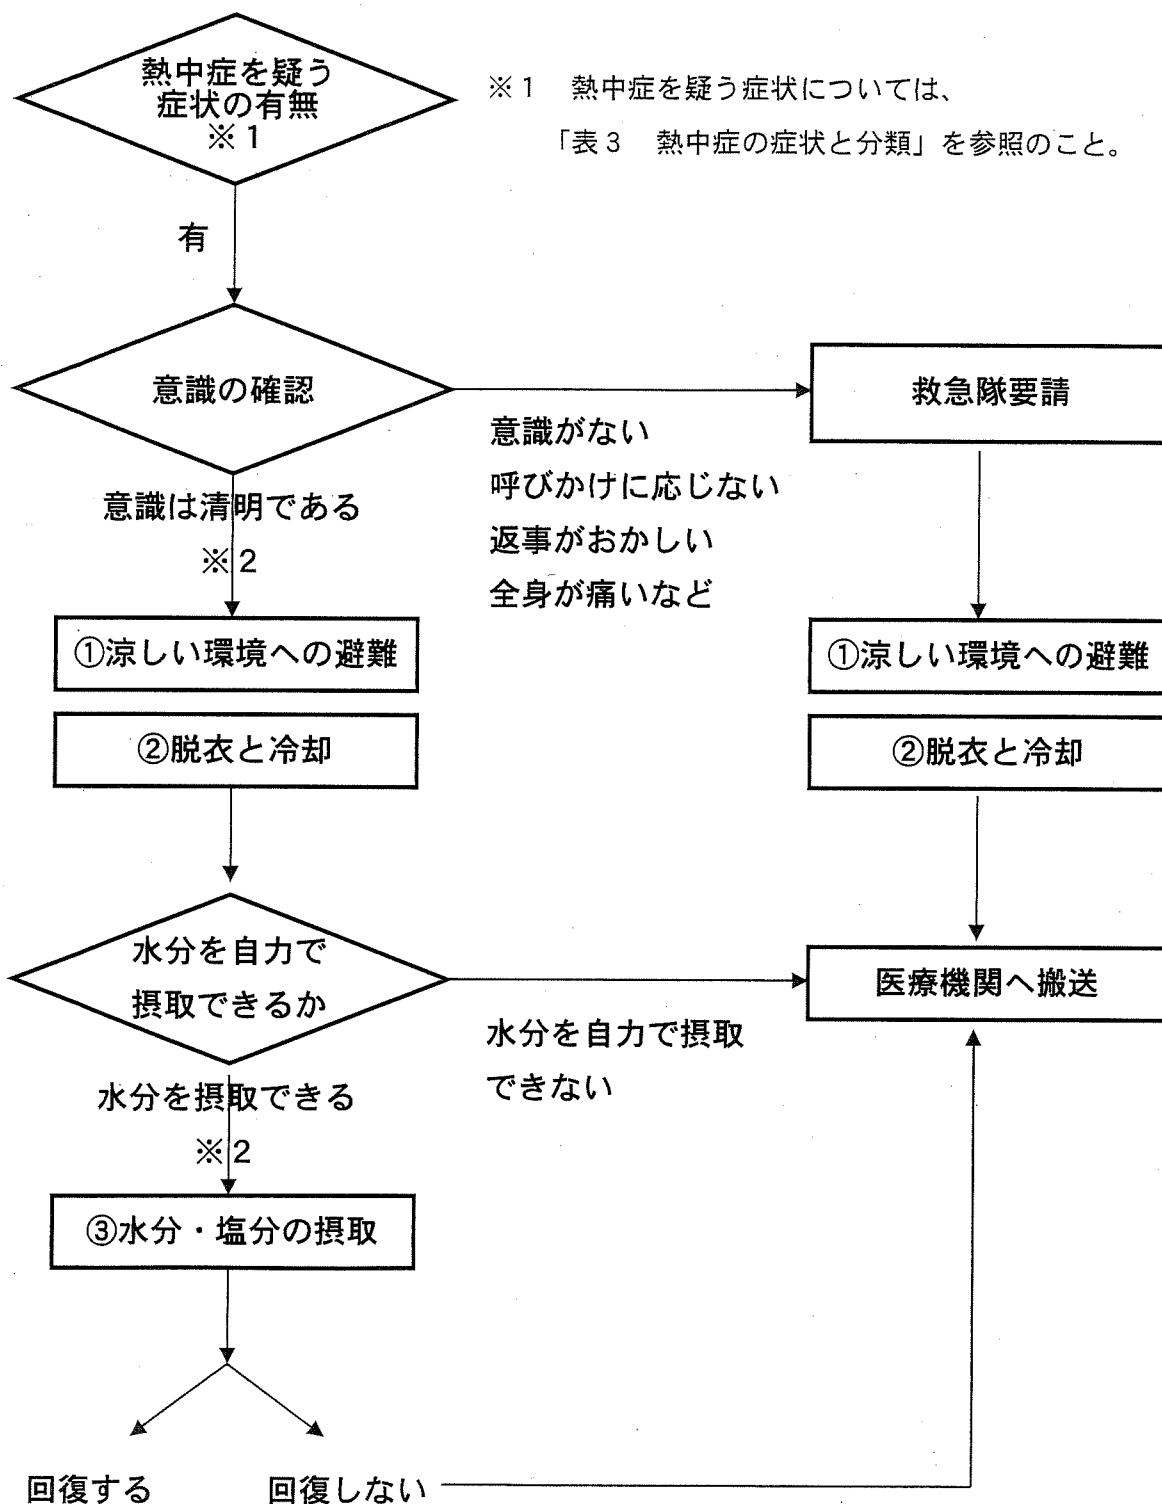 熱中症を疑う
症状の有無
※1
※1 熱中症を疑う症状については、
「表3 熱中症の症状と分類」を参照のこと。
有
意識の確認
救急隊要請
意識がない
呼びかけに応じない
返事がおかしい
全身が痛いなど
意識は清明である
※2
①涼しい環境への避難
①涼しい環境への避難
②脱衣と冷却
②脱衣と冷却
水分を自力で
摂取できるか
医療機関へ搬送
水分を自力で摂取
できない
水分を摂取できる
※2
③水分・塩分の摂取
回復する
回復しない